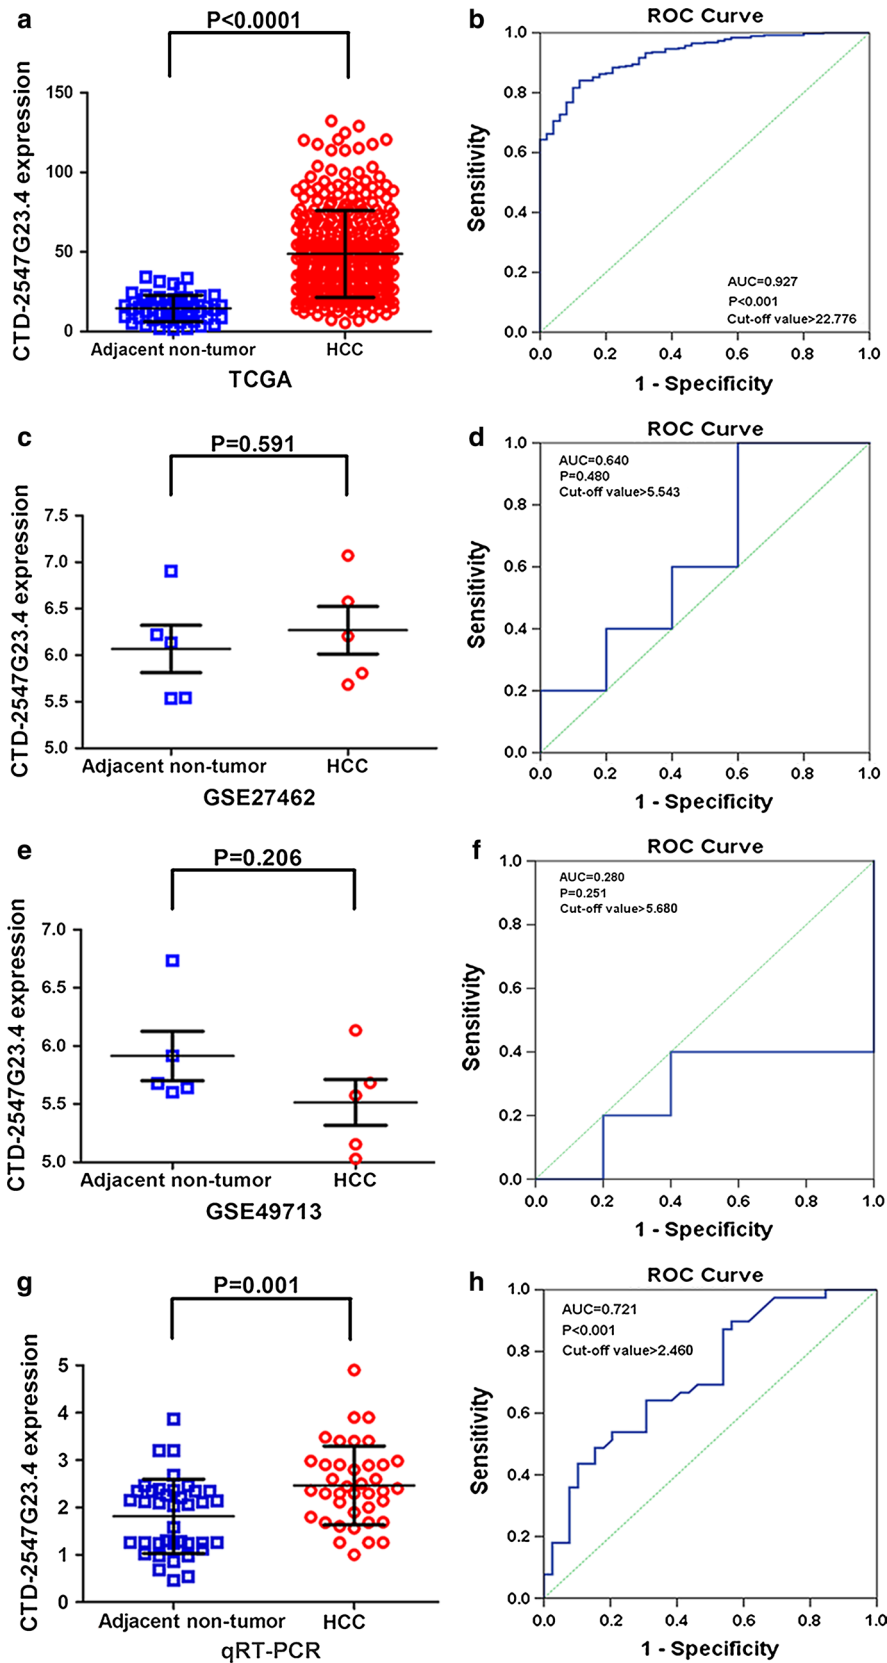 a
P<0.0001
CTD-2547G23.4 expression
150
100
50
0
Adjacent non-tumor
HCC
TCGA
b
ROC Curve
Sensitivity
1.0
0.8
0.6
0.4
0.2
0.0
AUC=0.927
P<0.001
Cut-off value>22.776
0.0 0.2 0.4 0.6 0.8 1.0
1 - Specificity
c
P=0.591
CTD-2547G23.4 expression
7.5
7.0
6.5
6.0
5.5
5.0
Adjacent non-tumor
HCC
GSE27462
d
ROC Curve
Sensitivity
1.0
0.8
0.6
0.4
0.2
0.0
AUC=0.640
P=0.480
Cut-off value>5.543
0.0 0.2 0.4 0.6 0.8 1.0
1 - Specificity
e
P=0.206
CTD-2547G23.4 expression
7.0
6.5
6.0
5.5
5.0
Adjacent non-tumor
HCC
GSE49713
f
ROC Curve
Sensitivity
1.0
0.8
0.6
0.4
0.2
0.0
AUC=0.280
P=0.251
Cut-off value>5.680
0.0 0.2 0.4 0.6 0.8 1.0
1 - Specificity
g
P=0.001
CTD-2547G23.4 expression
5
4
3
2
1
0
Adjacent non-tumor
HCC
qRT-PCR
h
ROC Curve
Sensitivity
1.0
0.8
0.6
0.4
0.2
0.0
AUC=0.721
P<0.001
Cut-off value>2.460
0.0 0.2 0.4 0.6 0.8 1.0
1 - Specificity